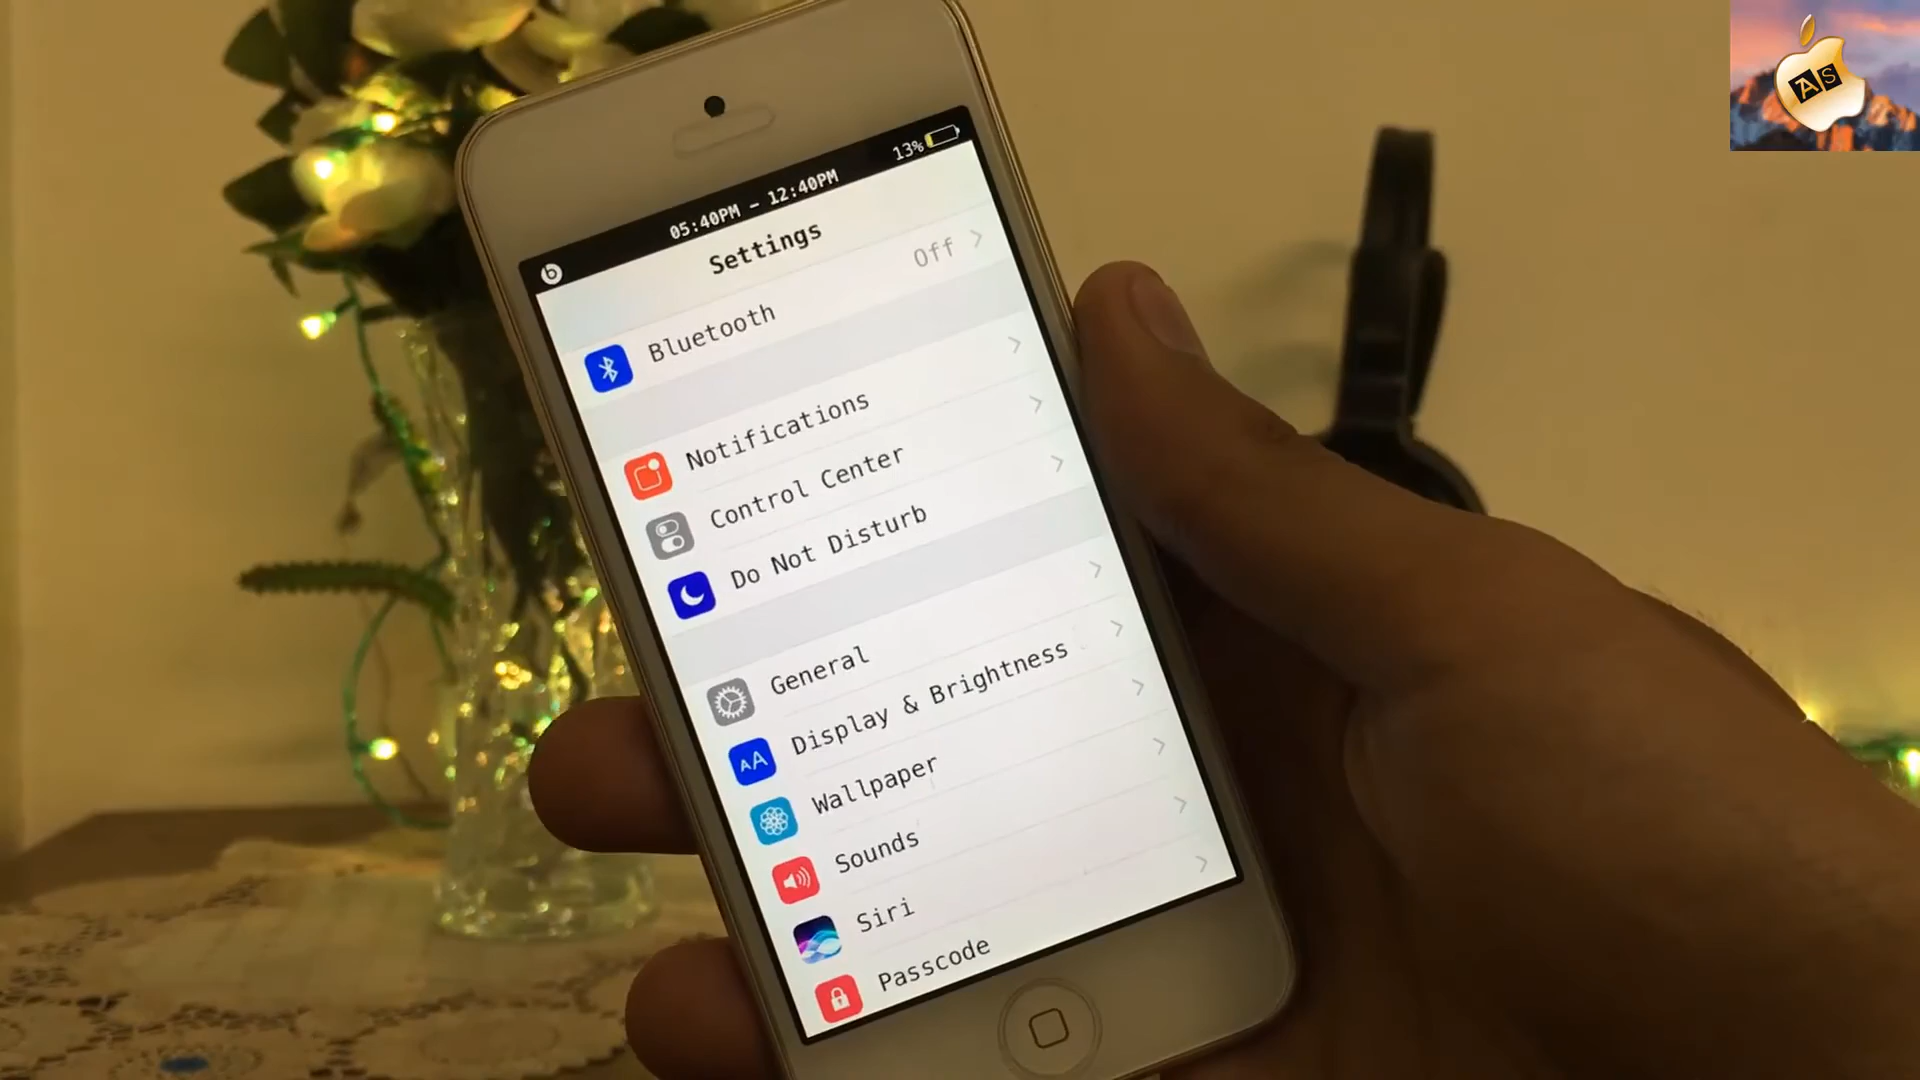 AS
13%
05:40PM – 12:40PM
Settings
Bluetooth Off
Notifications
Control Center
Do Not Disturb
General
AA Display & Brightness
Wallpaper
Sounds
Siri
Passcode